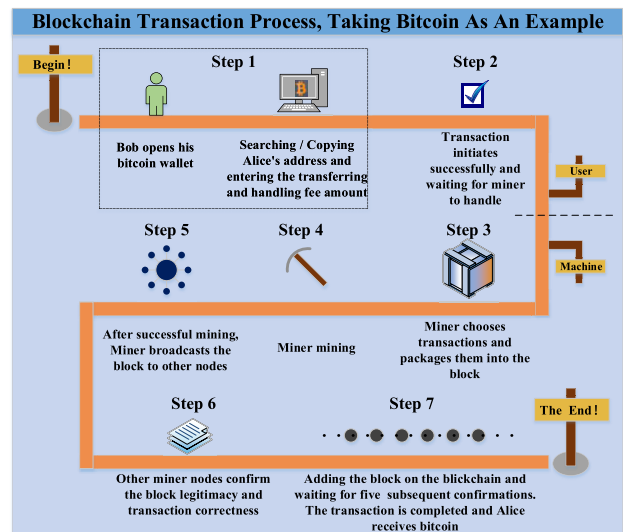 Blockchain Transaction Process, Taking Bitcoin As An Example
Begin!
Step 1
Step 2
Bob opens his
bitcoin wallet
Searching / Copying
Alice's address and
entering the transferring
and handling fee amount
Transaction
initiates
successfully and
waiting for miner
to handle
User
Machine
Step 5
Step 4
Step 3
After successful mining,
Miner broadcasts the
block to other nodes
Miner mining
Miner chooses
transactions and
packages them into the
block
Step 6
Step 7
The End!
Other miner nodes confirm
the block legitimacy and
transaction correctness
Adding the block on the blickchain and
waiting for five subsequent confirmations.
The transaction is completed and Alice
receives bitcoin